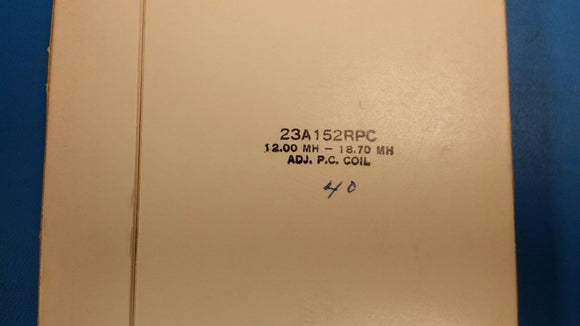 23A152RPC
12.00 MH - 18.70 MH
ADJ. P.C. COIL
40